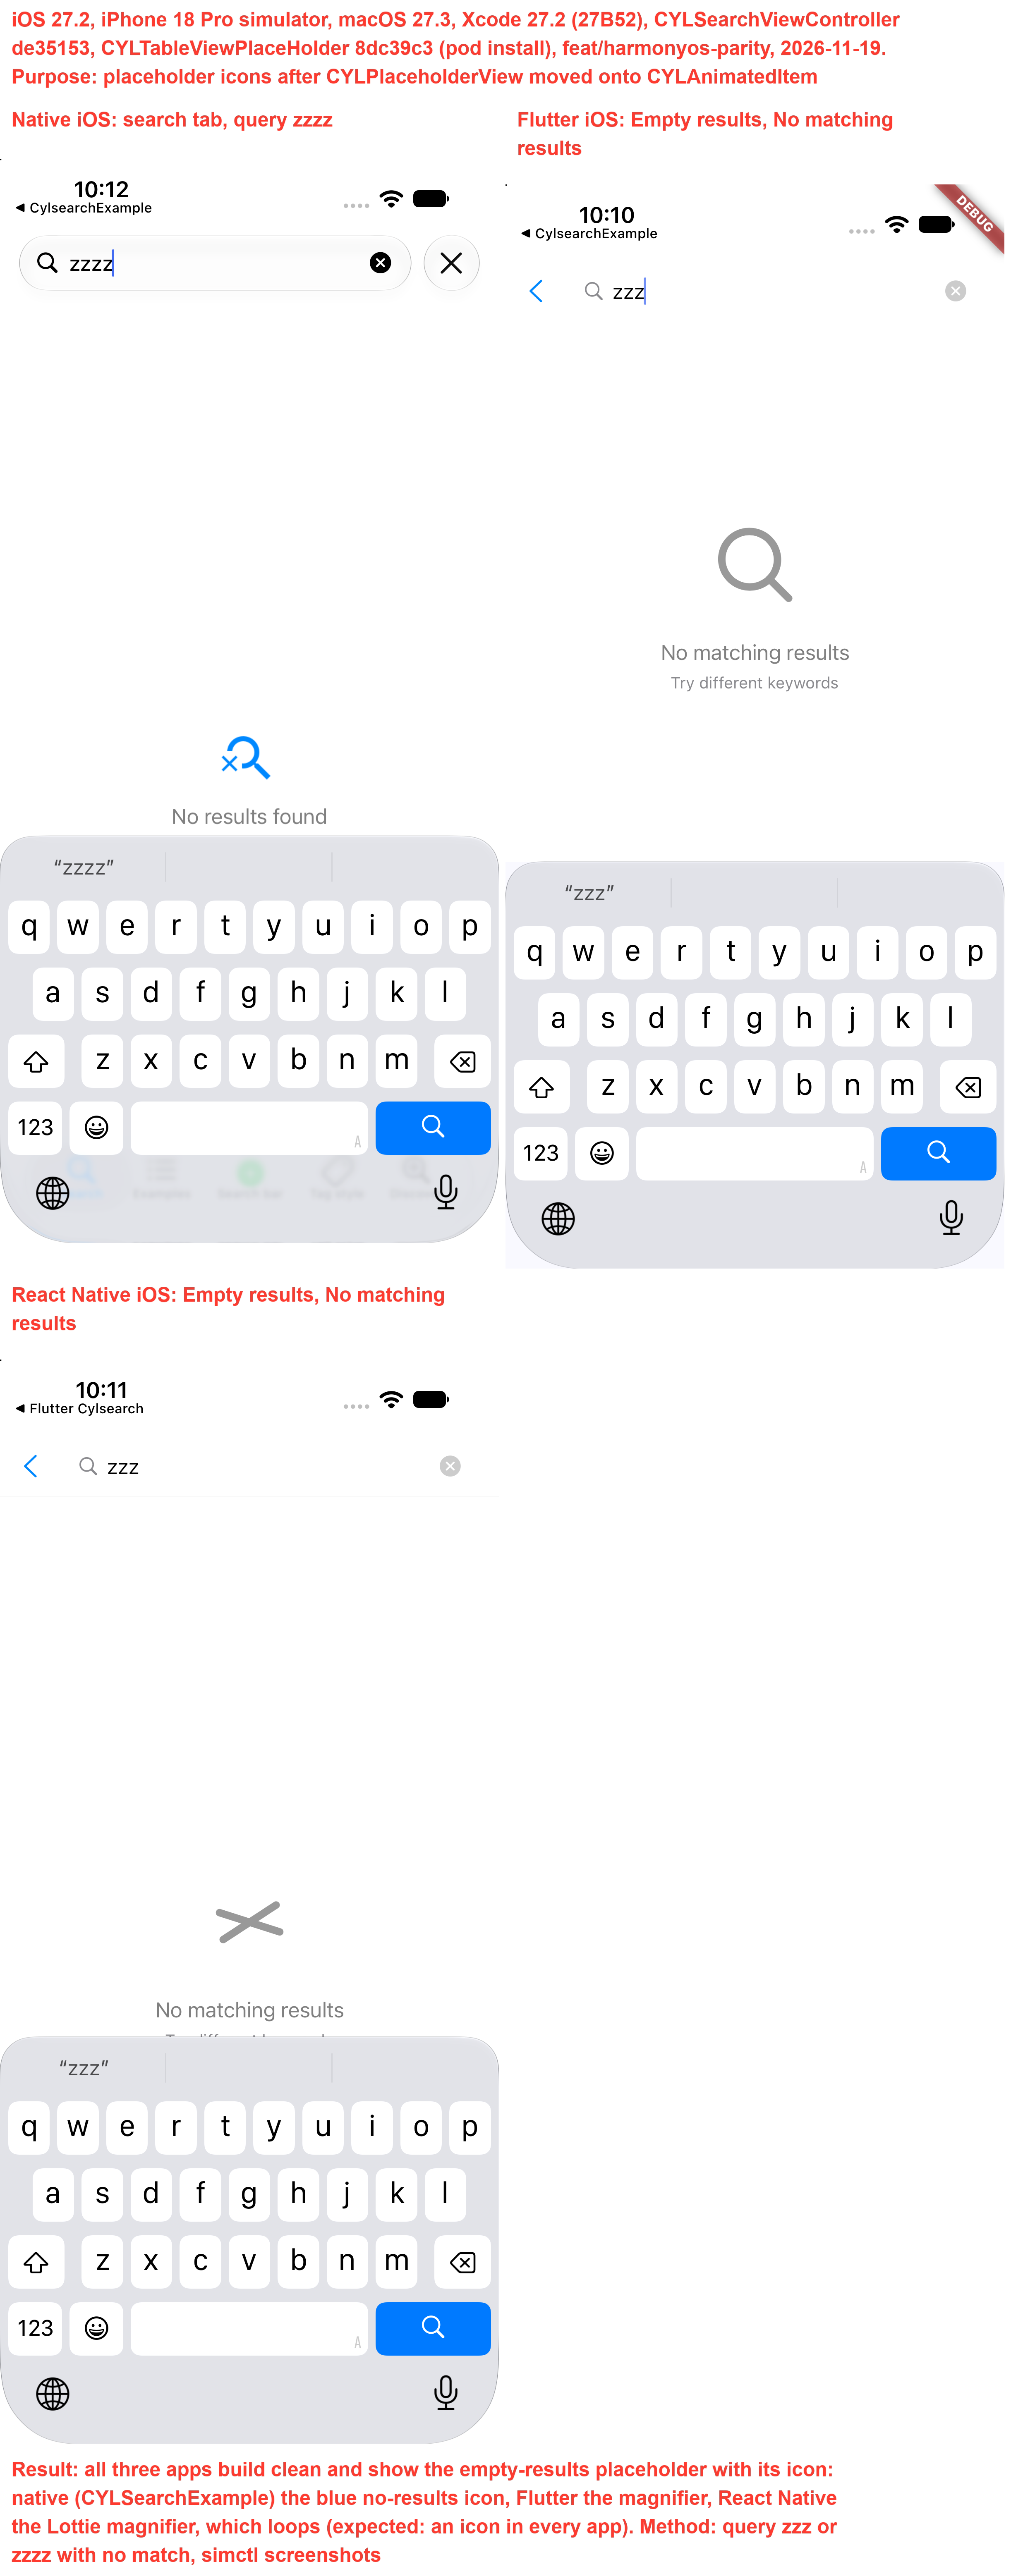 iOS 27.2, iPhone 18 Pro simulator, macOS 27.3, Xcode 27.2 (27B52), CYLSearchViewController
de35153, CYLTableViewPlaceHolder 8dc39c3 (pod install), feat/harmonyos-parity, 2026-11-19.
Purpose: placeholder icons after CYLPlaceholderView moved onto CYLAnimatedItem
Native iOS: search tab, query zzzz
10:12
◀ CylsearchExample
zzzz
No results found
“zzzz”
q w e r t y u i o p
a s d f g h j k l
z x c v b n m
123
A
Examples
Search bar
Tag style
Flutter iOS: Empty results, No matching
results
DEBUG
10:10
◀ CylsearchExample
zzz
No matching results
Try different keywords
“zzz”
q w e r t y u i o p
a s d f g h j k l
z x c v b n m
123
A
React Native iOS: Empty results, No matching
results
10:11
◀ Flutter Cylsearch
zzz
No matching results
“zzz”
q w e r t y u i o p
a s d f g h j k l
z x c v b n m
123
A
Result: all three apps build clean and show the empty-results placeholder with its icon:
native (CYLSearchExample) the blue no-results icon, Flutter the magnifier, React Native
the Lottie magnifier, which loops (expected: an icon in every app). Method: query zzz or
zzzz with no match, simctl screenshots